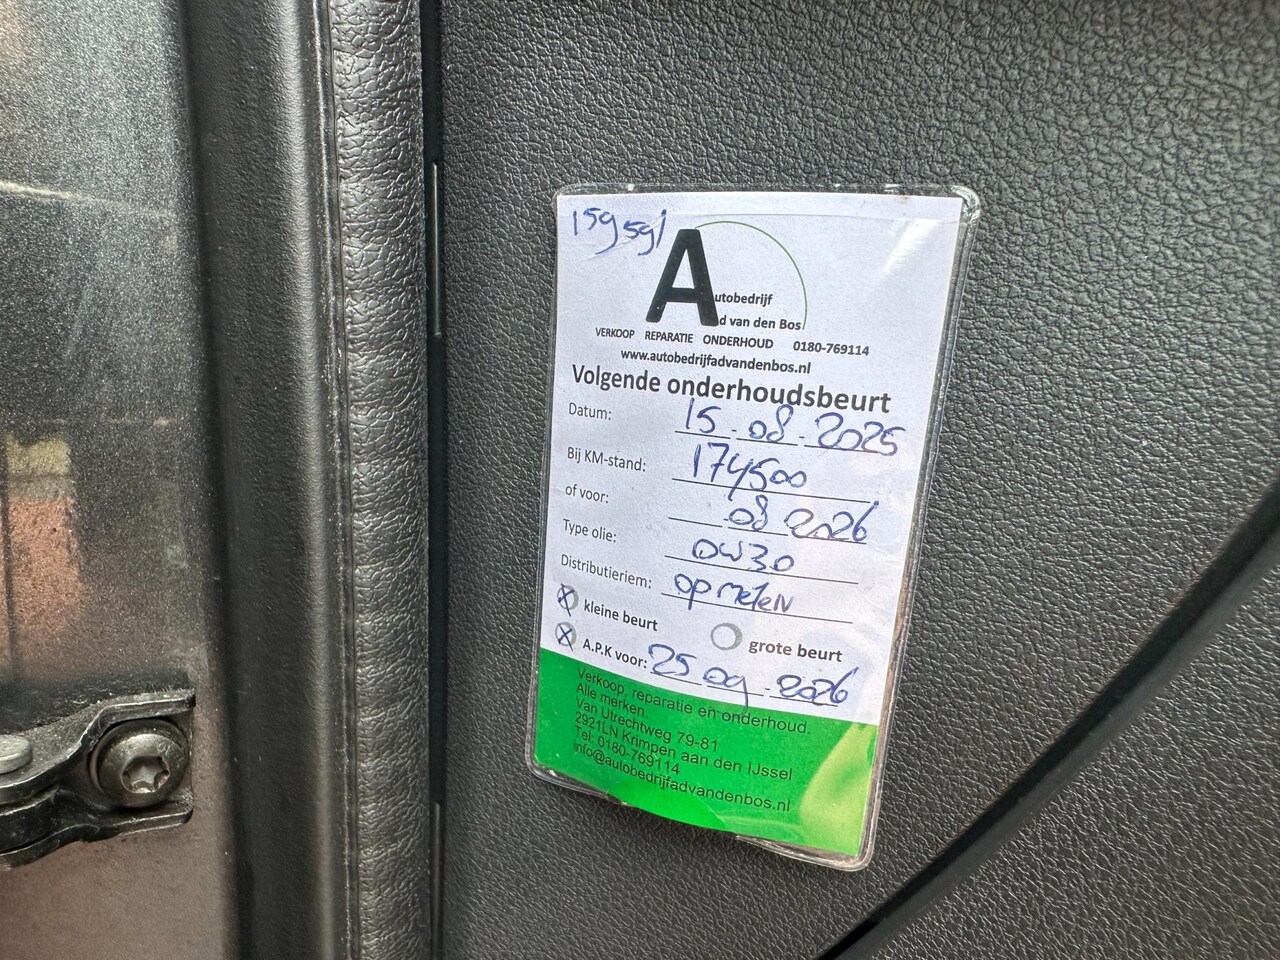 159591
Autobedrijf
Ad van den Bos
VERKOOP REPARATIE ONDERHOUD 0180-769114
www.autobedrijfadvandenbos.nl
Volgende onderhoudsbeurt
Datum: 15-08-2025
Bij KM-stand: 174500
of voor: 08 2026
Type olie: 0W30
Distributieriem: opmeten
X kleine beurt grote beurt
X A.P.K voor: 25 09-2026
Verkoop, reparatie en onderhoud.
Alle merken.
Van Utrechtweg 79-81
2921LN Krimpen aan den IJssel
Tel: 0180-769114
info@autobedrijfadvandenbos.nl